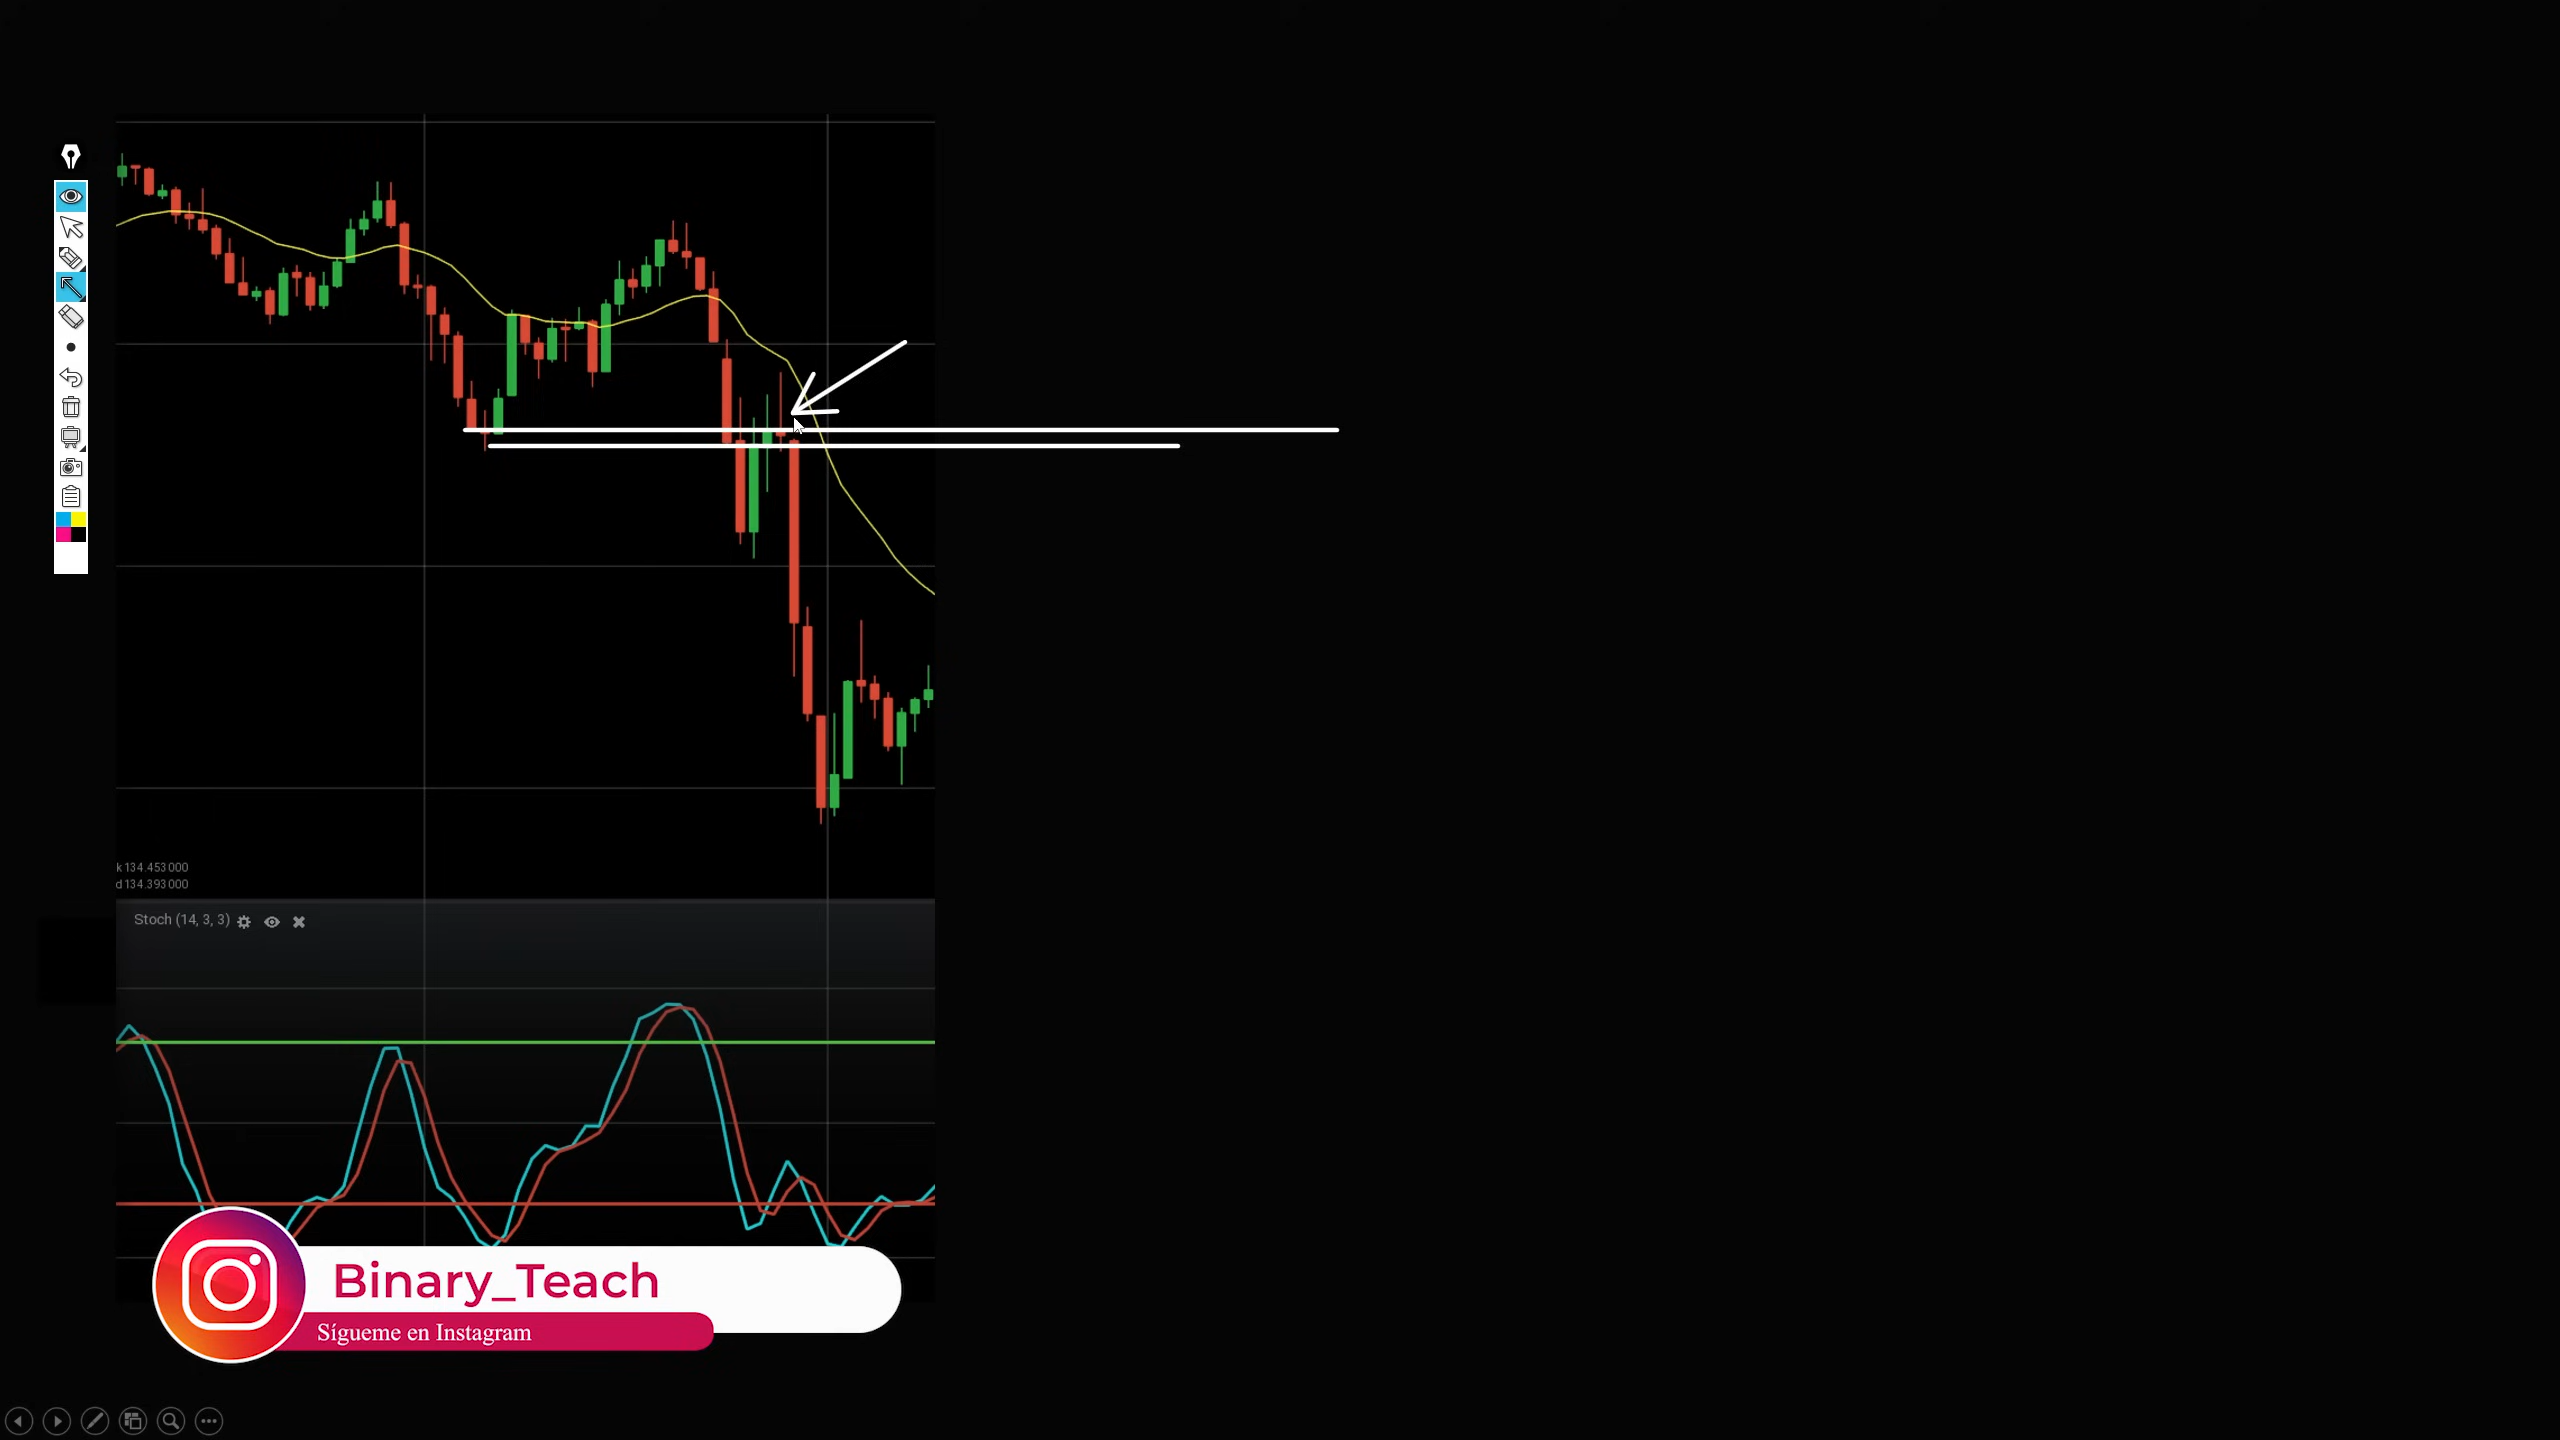 k 134.453000
d 134.393000
Stoch (14, 3, 3)
Binary_Teach
Sígueme en Instagram